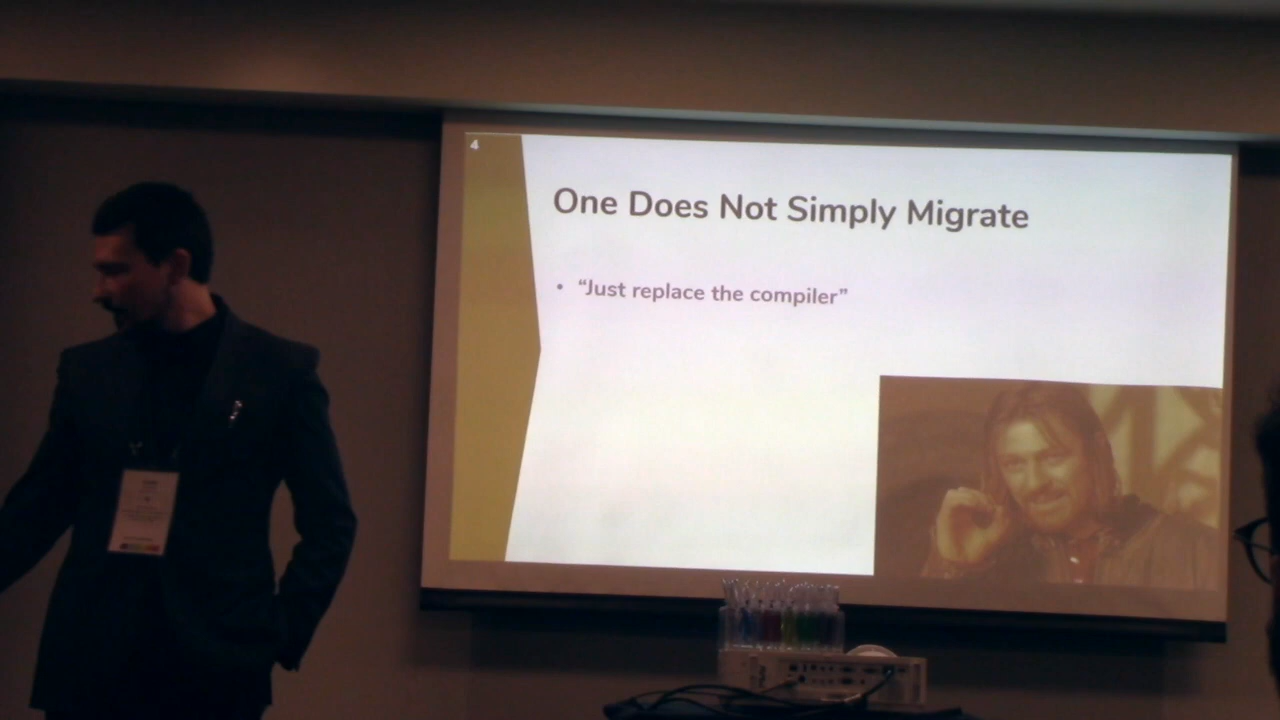 4
One Does Not Simply Migrate
• “Just replace the compiler”